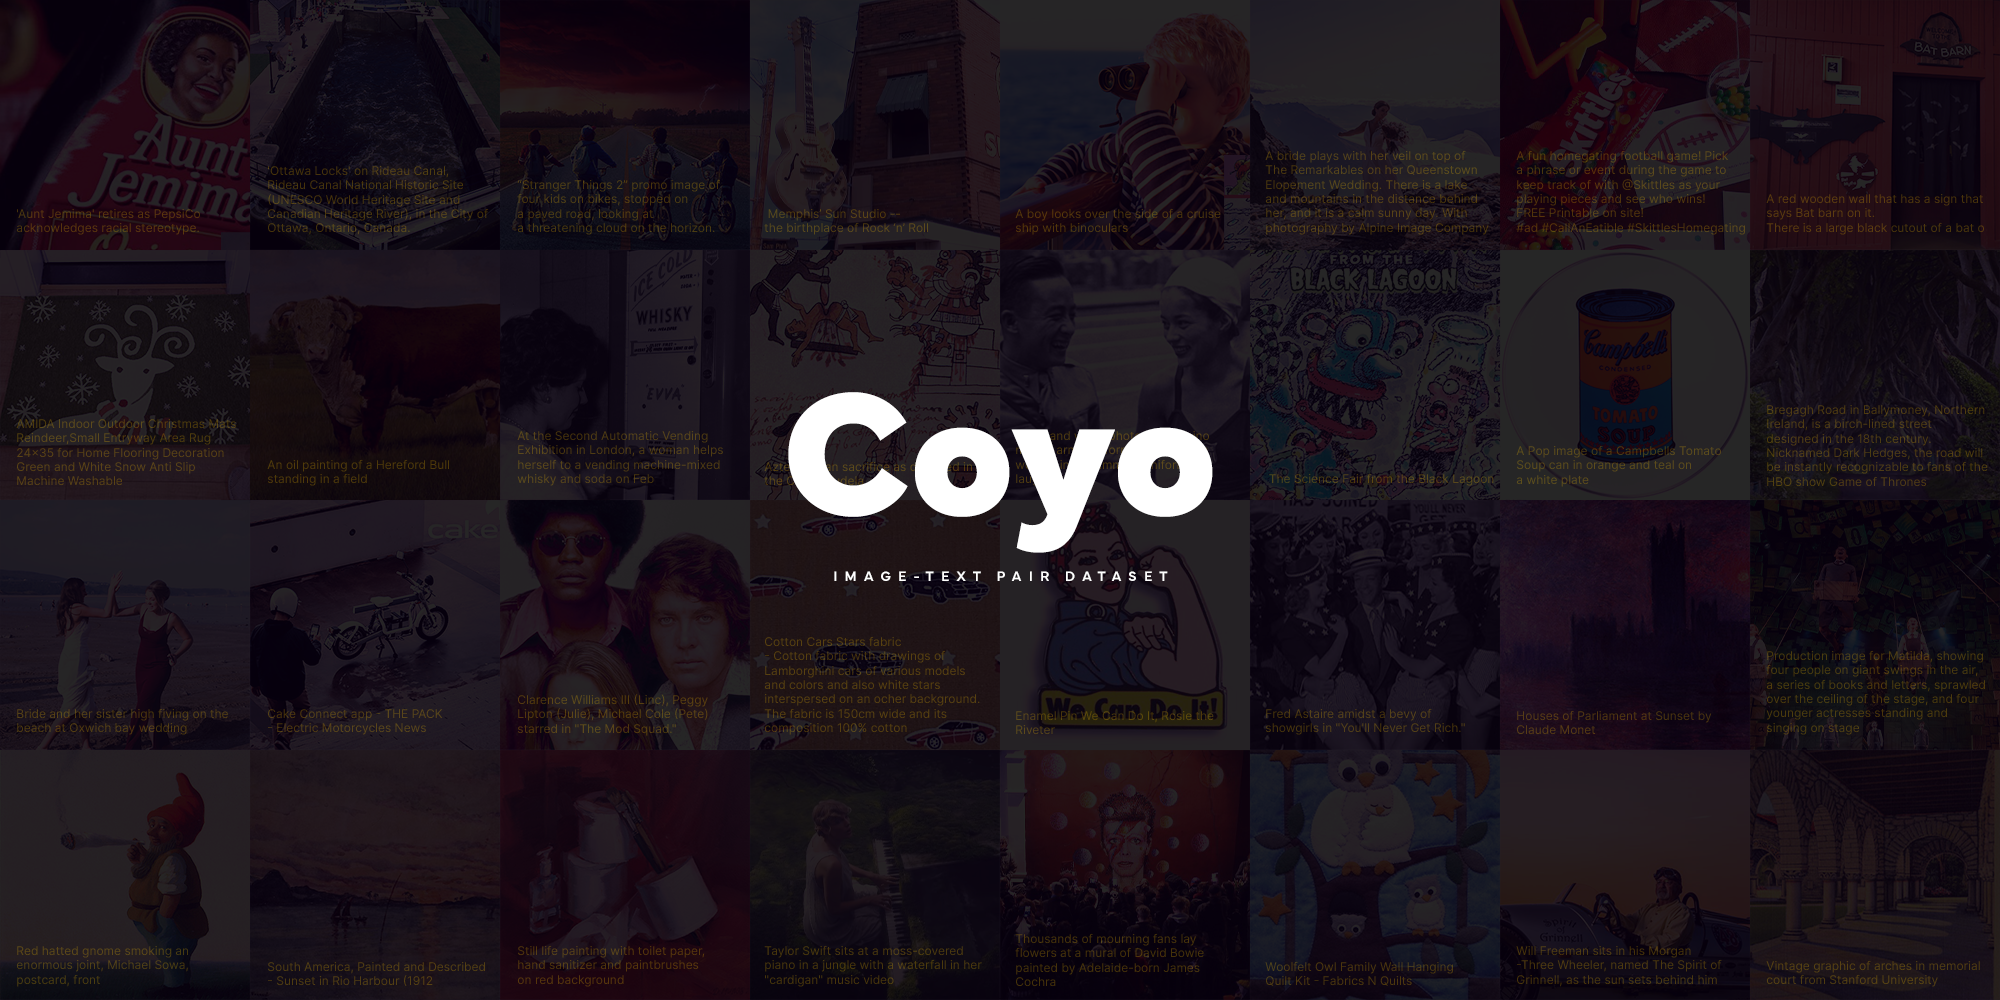 Aunt
Jemima
'Aunt Jemima' retires as PepsiCo
acknowledges racial stereotype.
'Ottawa Locks' on Rideau Canal,
Rideau Canal National Historic Site
(UNESCO World Heritage Site and
Canadian Heritage River), in the City of
Ottawa, Ontario, Canada.
"Stranger Things 2" promo image of
four kids on bikes, stopped on
a paved road, looking at
a threatening cloud on the horizon.
Memphis' Sun Studio --
the birthplace of Rock 'n' Roll
A boy looks over the side of a cruise
ship with binoculars
A bride plays with her veil on top of
The Remarkables on her Queenstown
Elopement Wedding. There is a lake
and mountains in the distance behind
her, and it is a calm sunny day. With
photography by Alpine Image Company
Skittles
A fun homegating football game! Pick
a phrase or event during the game to
keep track of with @Skittles as your
playing pieces and see who wins!
FREE Printable on site!
#ad #CallAnEatible #SkittlesHomegating
BAT BARN
A red wooden wall that has a sign that
says Bat barn on it.
There is a large black cutout of a bat o
AMIDA Indoor Outdoor Christmas Mats
Reindeer,Small Entryway Area Rug
24x35 for Home Flooring Decoration
Green and White Snow Anti Slip
Machine Washable
An oil painting of a Hereford Bull
standing in a field
ICE COLD
WHISKY
'EVVA'
At the Second Automatic Vending
Exhibition in London, a woman helps
herself to a vending machine-mixed
whisky and soda on Feb
sacrifice us
the
FROM THE
BLACK LAGOON
The Science Fair from the Black Lagoon
Campbell's
CONDENSED
TOMATO
SOUP
A Pop image of a Campbells Tomato
Soup can in orange and teal on
a white plate
Bregagh Road in Ballymoney, Northern
Ireland, is a birch-lined street
designed in the 18th century.
Nicknamed Dark Hedges, the road will
be instantly recognizable to fans of the
HBO show Game of Thrones
Coyo
IMAGE-TEXT PAIR DATASET
Bride and her sister high fiving on the
beach at Oxwich bay wedding
cake
Cake Connect app - THE PACK
- Electric Motorcycles News
Clarence Williams III (Linc), Peggy
Lipton (Julie), Michael Cole (Pete)
starred in "The Mod Squad."
Cotton Cars Stars fabric
- Cotton fabric with drawings of
Lamborghini cars of various models
and colors and also white stars
interspersed on an ocher background.
The fabric is 150cm wide and its
composition 100% cotton
We Can Do It!
Enamel Pin We Can Do It, Rosie the
Riveter
HAS JOINED
YOU'LL NEVER
Fred Astaire amidst a bevy of
showgirls in "You'll Never Get Rich."
Houses of Parliament at Sunset by
Claude Monet
Production image for Matilda, showing
four people on giant swings in the air,
a series of books and letters, sprawled
over the ceiling of the stage, and four
younger actresses standing and
singing on stage
Red hatted gnome smoking an
enormous joint, Michael Sowa,
postcard, front
South America, Painted and Described
- Sunset in Rio Harbour (1912
Still life painting with toilet paper,
hand sanitizer and paintbrushes
on red background
Taylor Swift sits at a moss-covered
piano in a jungle with a waterfall in her
"cardigan" music video
Thousands of mourning fans lay
flowers at a mural of David Bowie
painted by Adelaide-born James
Cochra
Woolfelt Owl Family Wall Hanging
Quilt Kit - Fabrics N Quilts
Will Freeman sits in his Morgan
-Three Wheeler, named The Spirit of
Grinnell, as the sun sets behind him
Vintage graphic of arches in memorial
court from Stanford University